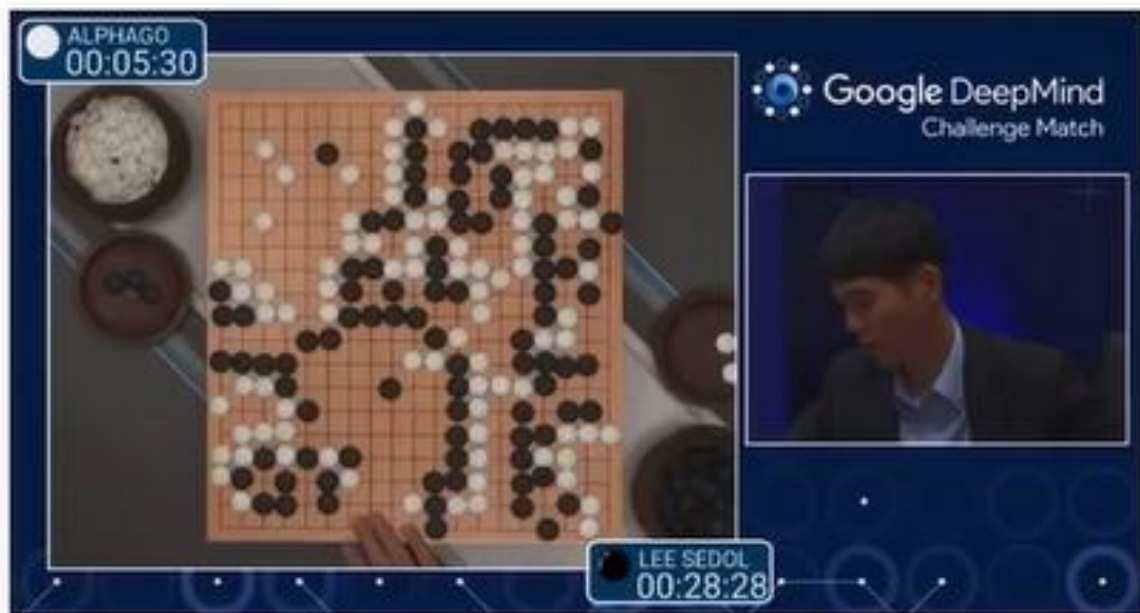 ALPHAGO
00:05:30
Google DeepMind
Challenge Match
LEE SEDOL
00:28:28